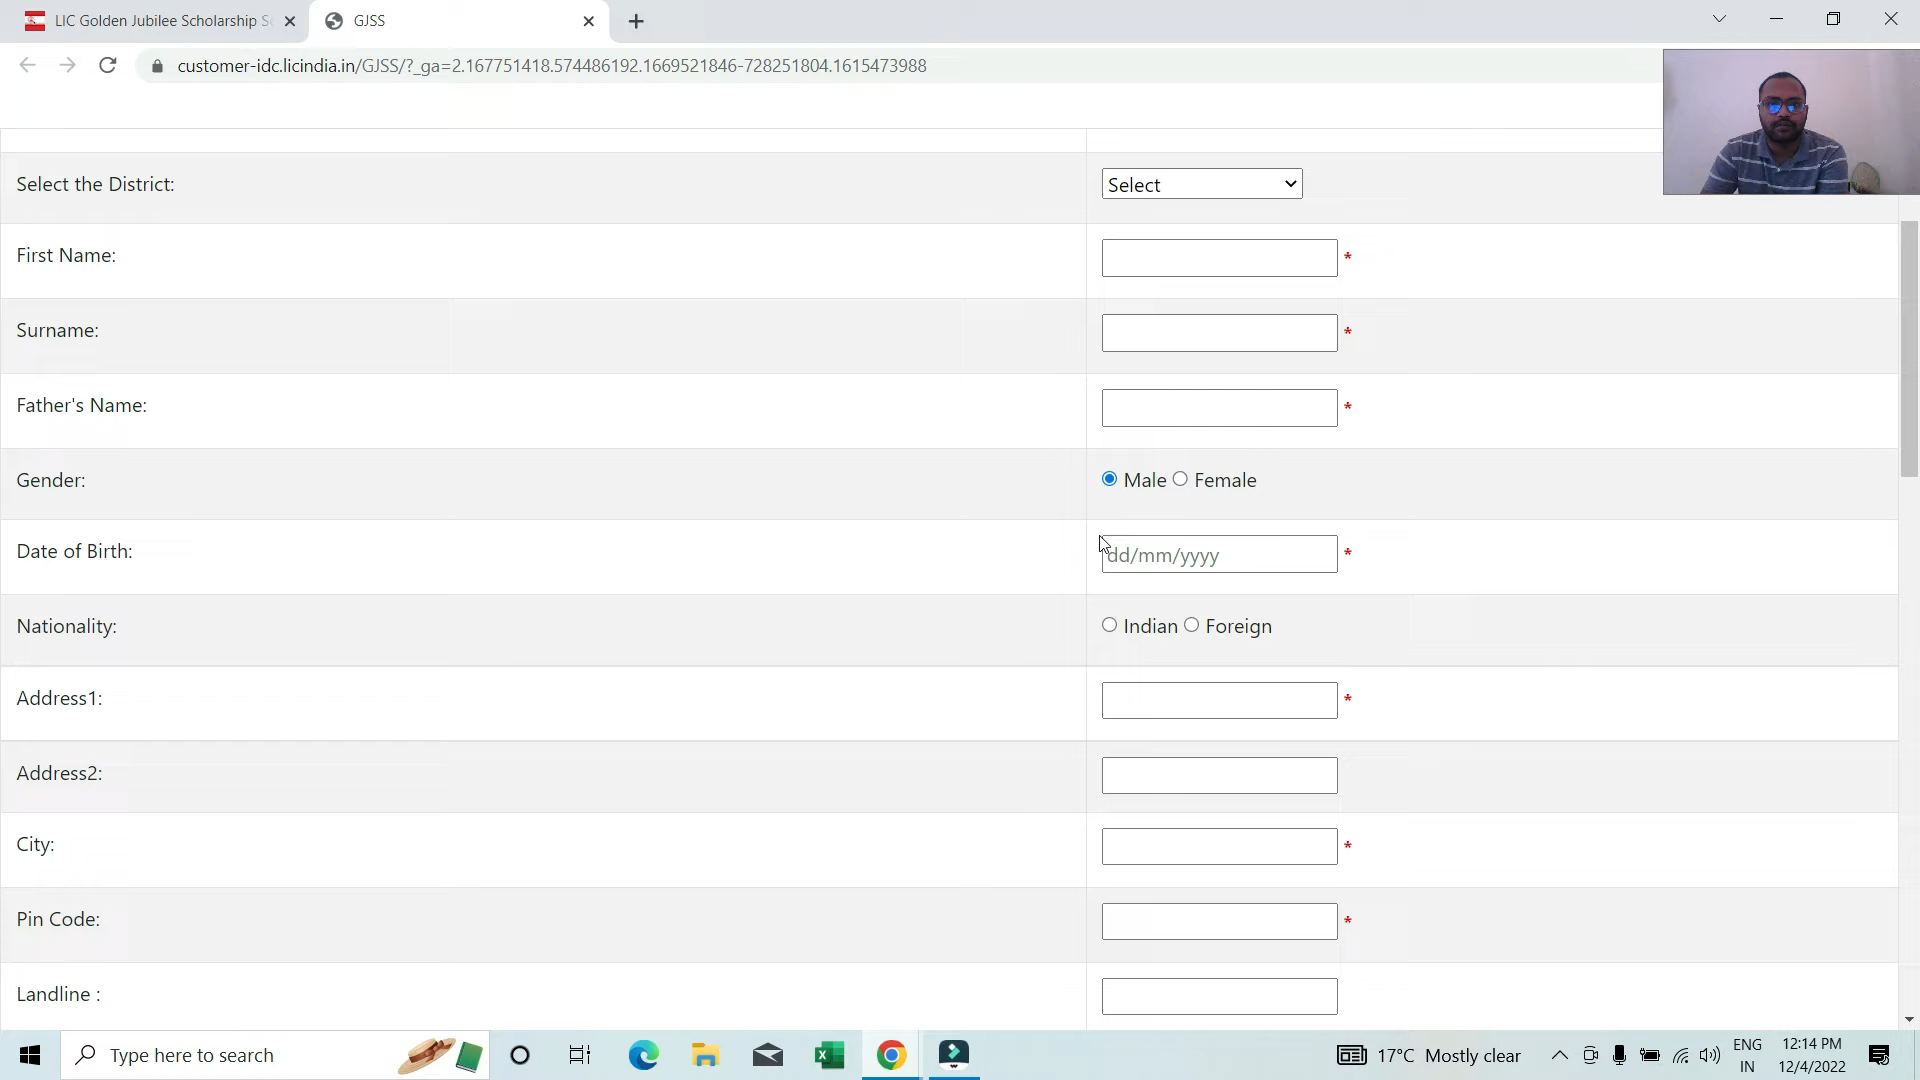 LIC Golden Jubilee Scholarship S
GJSS
customer-idc.licindia.in/GJSS/?_ga=2.167751418.574486192.1669521846-728251804.1615473988
Select the District:
Select
First Name:
*
Surname:
*
Father's Name:
*
Gender:
Male Female
Date of Birth:
dd/mm/yyyy *
Nationality:
Indian Foreign
Address1:
*
Address2:
City:
*
Pin Code:
*
Landline :
Type here to search
17°C Mostly clear
ENG
IN
12:14 PM
12/4/2022